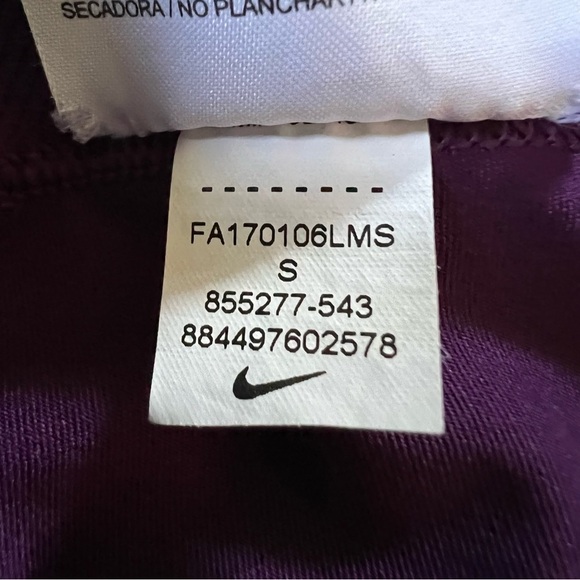 SECADORA / NO PLANCHAR
- - - - - - - - -
FA170106LMS
S
855277-543
884497602578